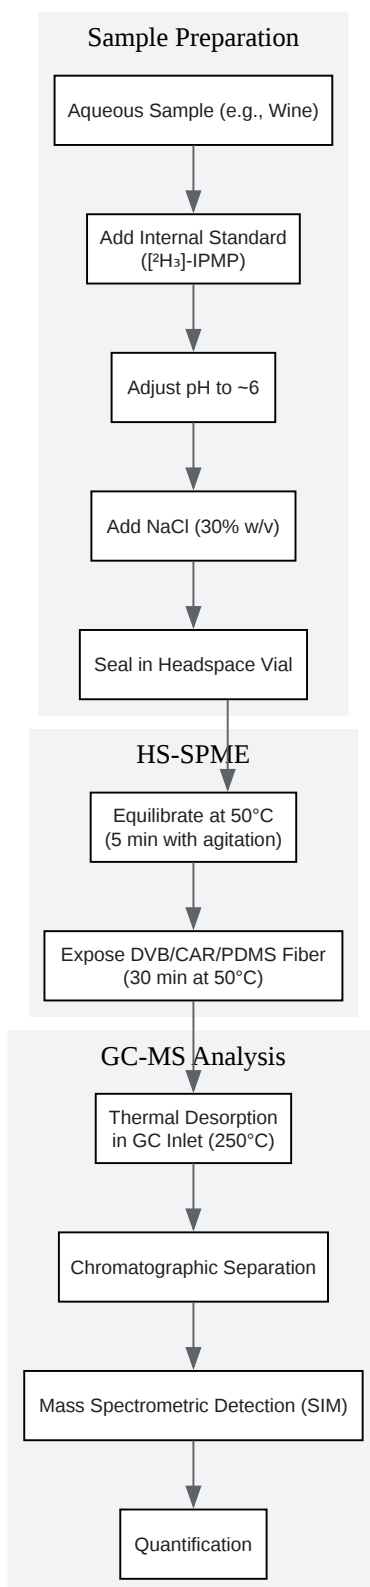 Sample Preparation
Aqueous Sample (e.g., Wine)
Add Internal Standard
([²H₃]-IPMP)
Adjust pH to ~6
Add NaCl (30% w/v)
Seal in Headspace Vial
HS-SPME
Equilibrate at 50°C
(5 min with agitation)
Expose DVB/CAR/PDMS Fiber
(30 min at 50°C)
GC-MS Analysis
Thermal Desorption
in GC Inlet (250°C)
Chromatographic Separation
Mass Spectrometric Detection (SIM)
Quantification